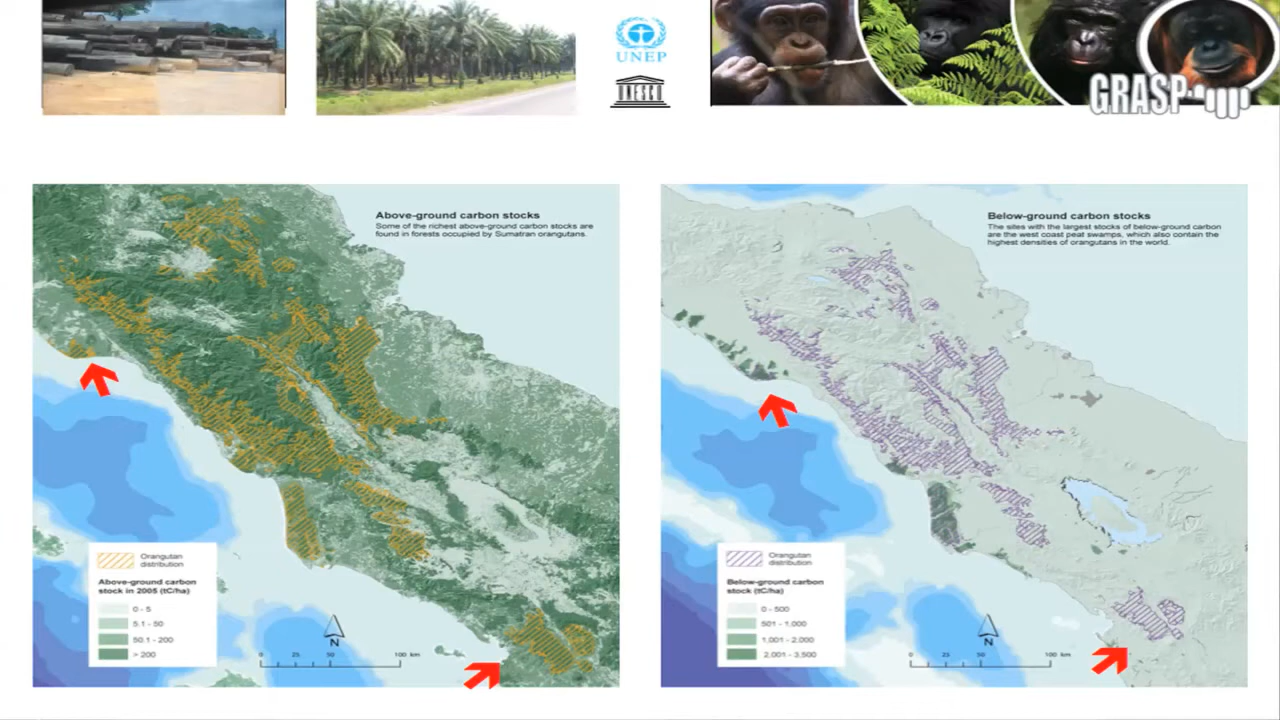 UNEP
UNESCO
GRASP
Above-ground carbon stocks
Some of the richest above-ground carbon stocks are
found in forests occupied by Sumatran orangutans.
Orangutan
distribution
Above-ground carbon
stock in 2005 (tC/ha)
0 - 5
5.1 - 50
50.1 - 200
> 200
N
0 25 50 100 km
Below-ground carbon stocks
The sites with the largest stocks of below-ground carbon
are the west coast peat swamps, which also contain the
highest densities of orangutans in the world.
Orangutan
distribution
Below-ground carbon
stock (tC/ha)
0 - 500
501 - 1,000
1,001 - 2,000
2,001 - 3,500
N
0 25 50 100 km